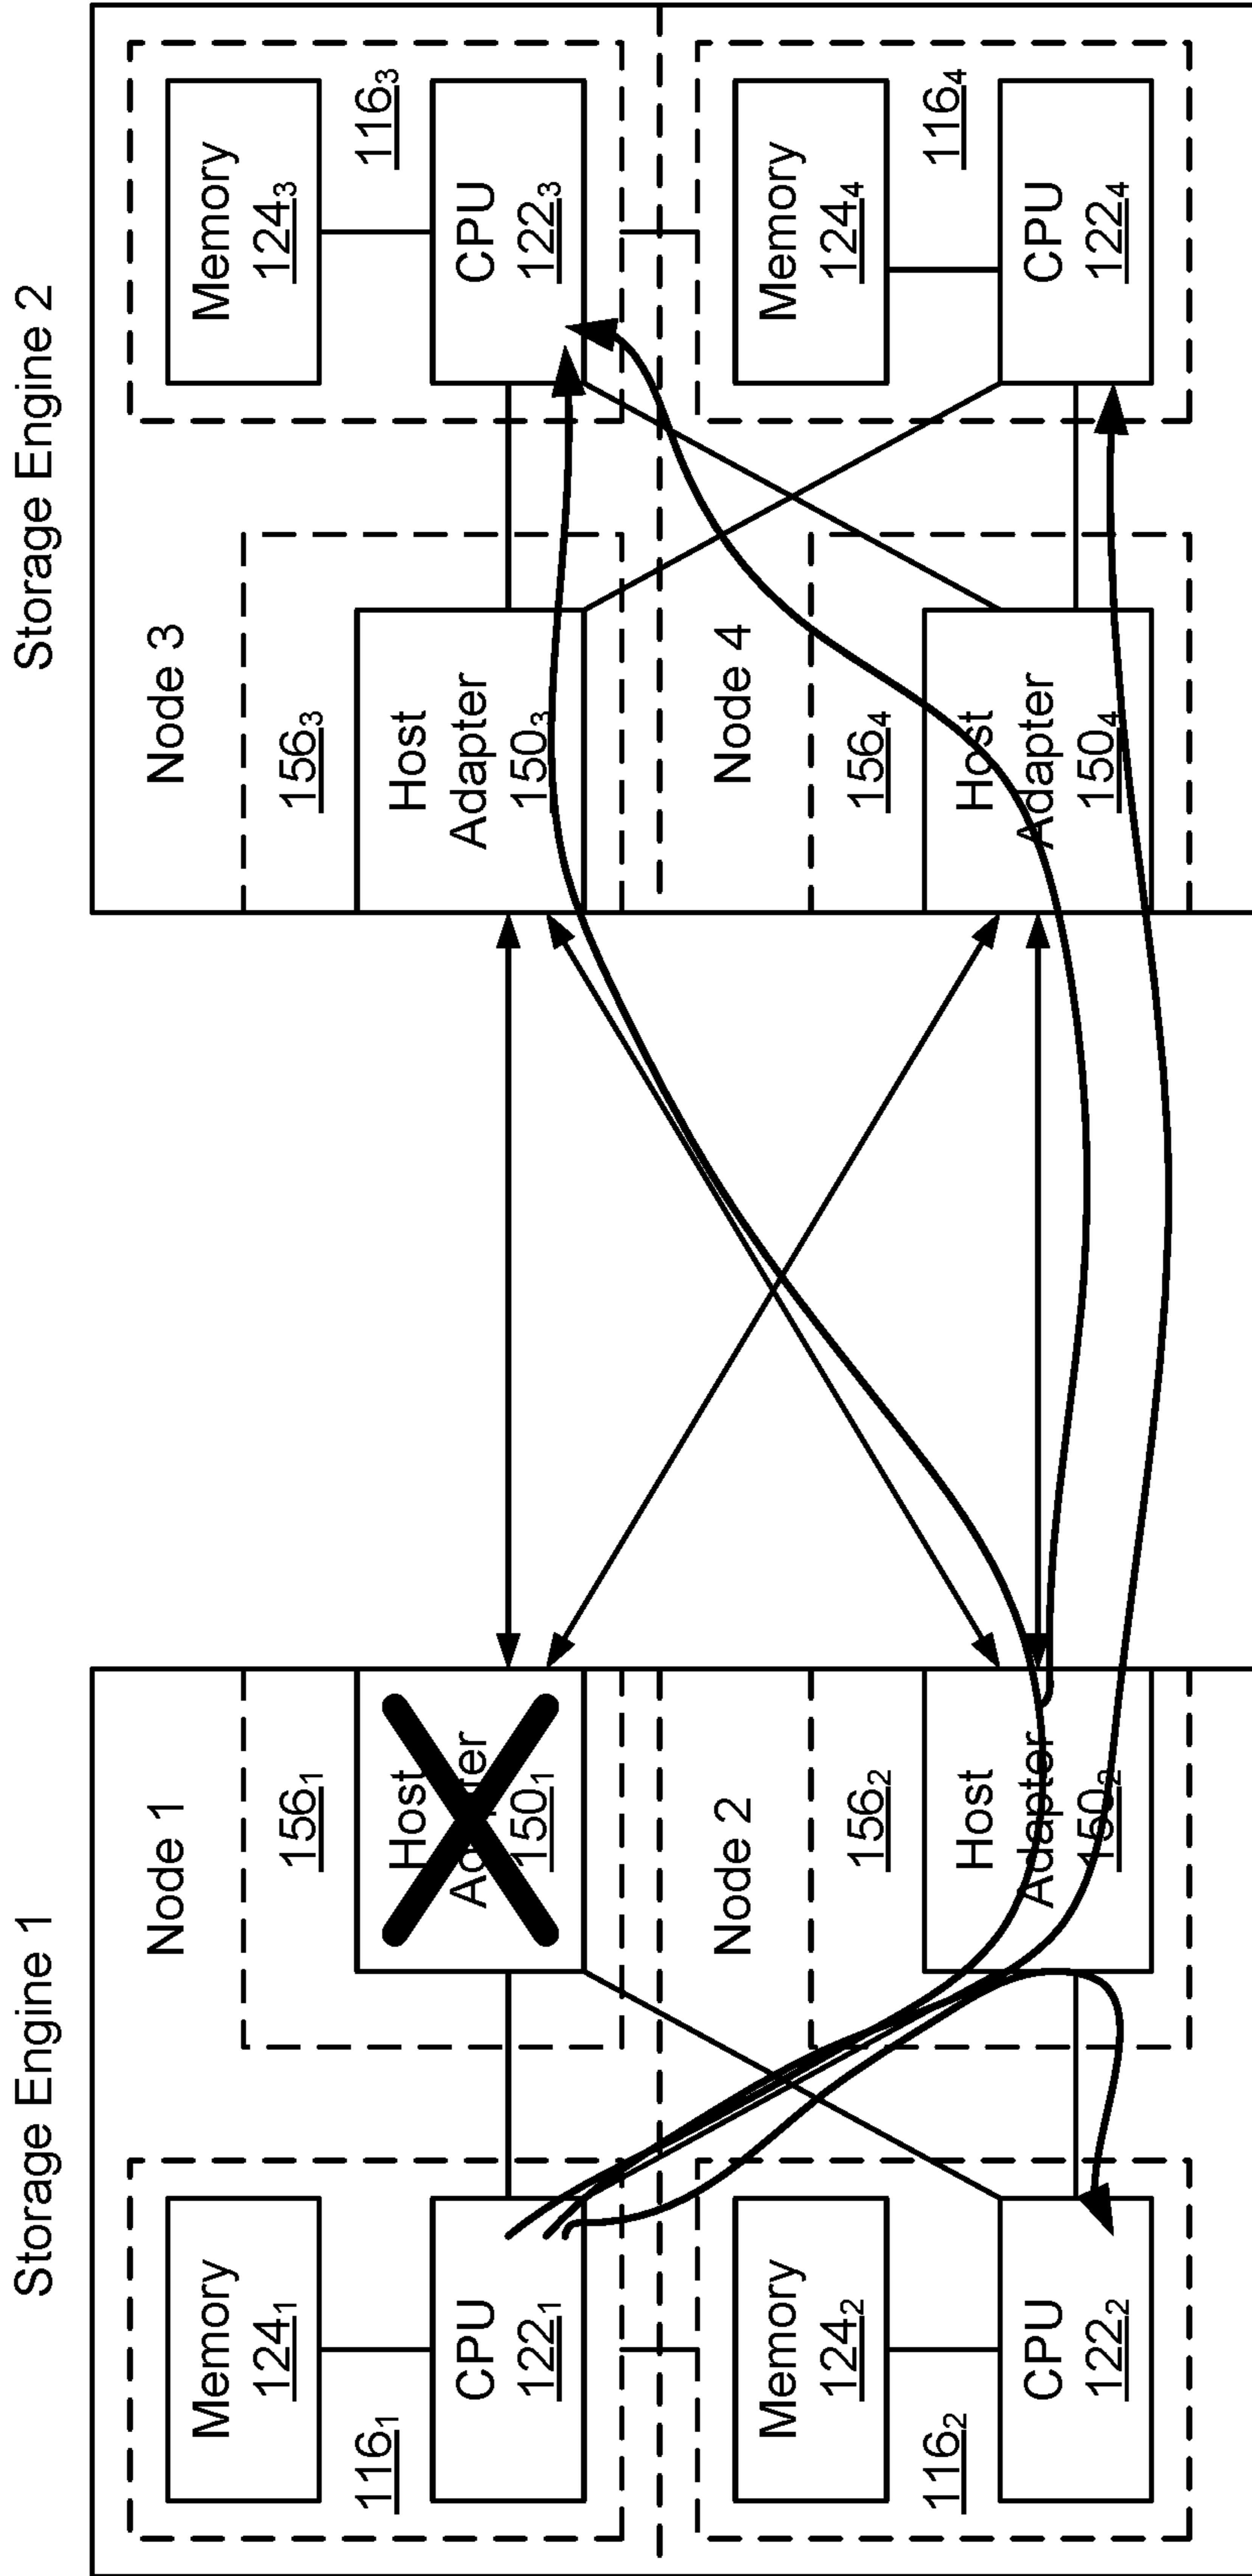 Storage Engine 1
Node 1
Memory
124₁
116₁
CPU
122₁
156₁
Host
Adapter
150₁
Node 2
Memory
124₂
116₂
CPU
122₂
156₂
Host
Adapter
150₂
Storage Engine 2
Node 3
Memory
124₃
116₃
CPU
122₃
156₃
Host
Adapter
150₃
Node 4
Memory
124₄
116₄
CPU
122₄
156₄
Host
Adapter
150₄